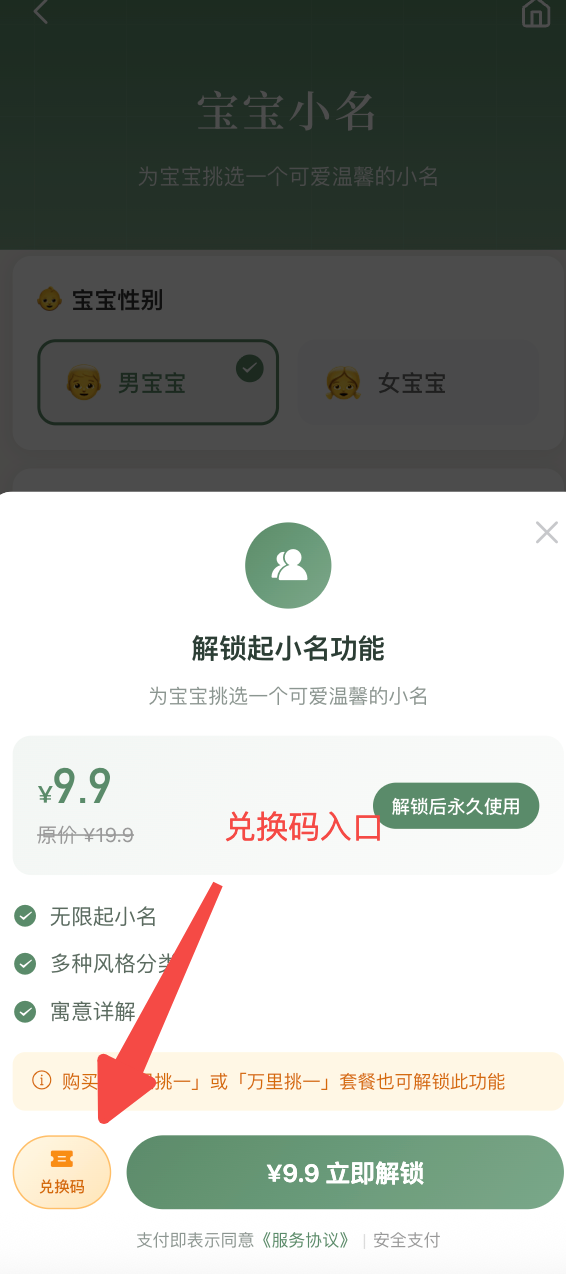 宝宝小名
为宝宝挑选一个可爱温馨的小名
宝宝性别
男宝宝
女宝宝
解锁起小名功能
为宝宝挑选一个可爱温馨的小名
¥9.9
解锁后永久使用
兑换码入口
原价 ¥19.9
无限起小名
多种风格分类
寓意详解
购买 挑一」或「万里挑一」套餐也可解锁此功能
兑换码
¥9.9 立即解锁
支付即表示同意《服务协议》 | 安全支付